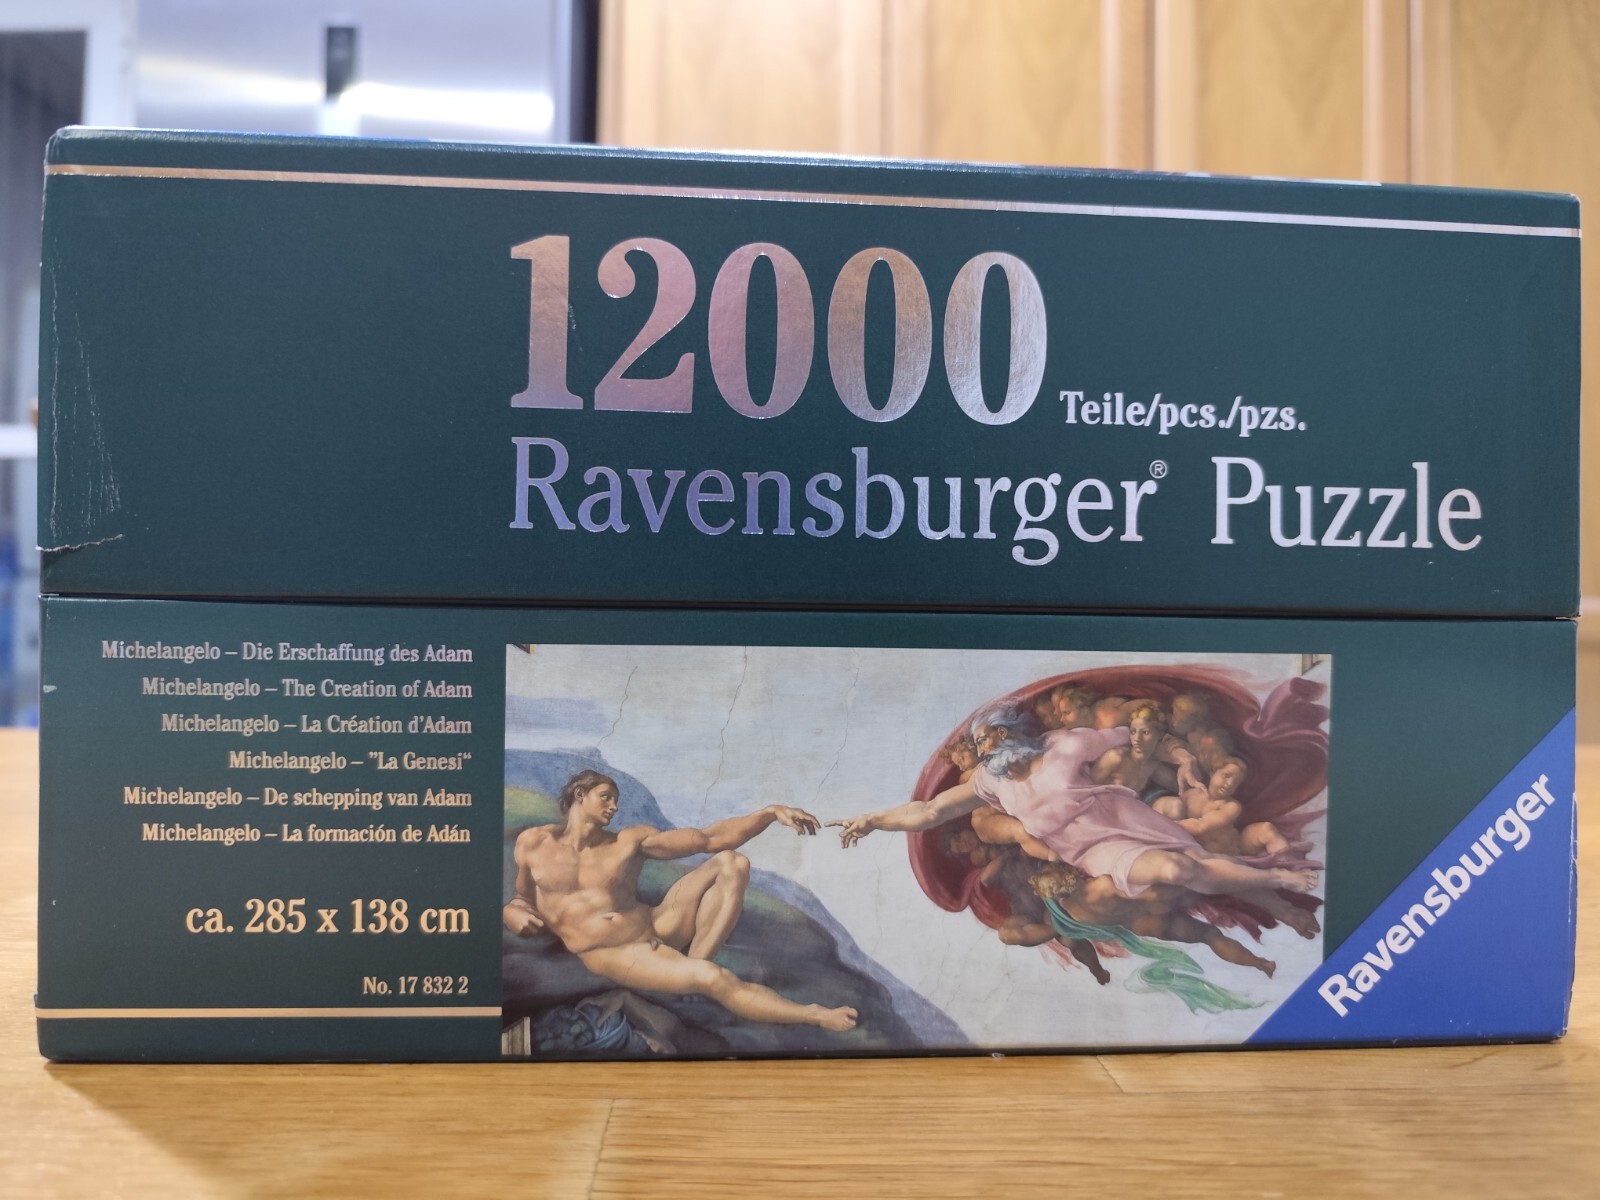 12000 Teile/pcs./pzs.
Ravensburger® Puzzle
Michelangelo – Die Erschaffung des Adam
Michelangelo – The Creation of Adam
Michelangelo – La Création d'Adam
Michelangelo – "La Genesi“
Michelangelo – De schepping van Adam
Michelangelo – La formación de Adán
ca. 285 x 138 cm
No. 17 832 2
Ravensburger